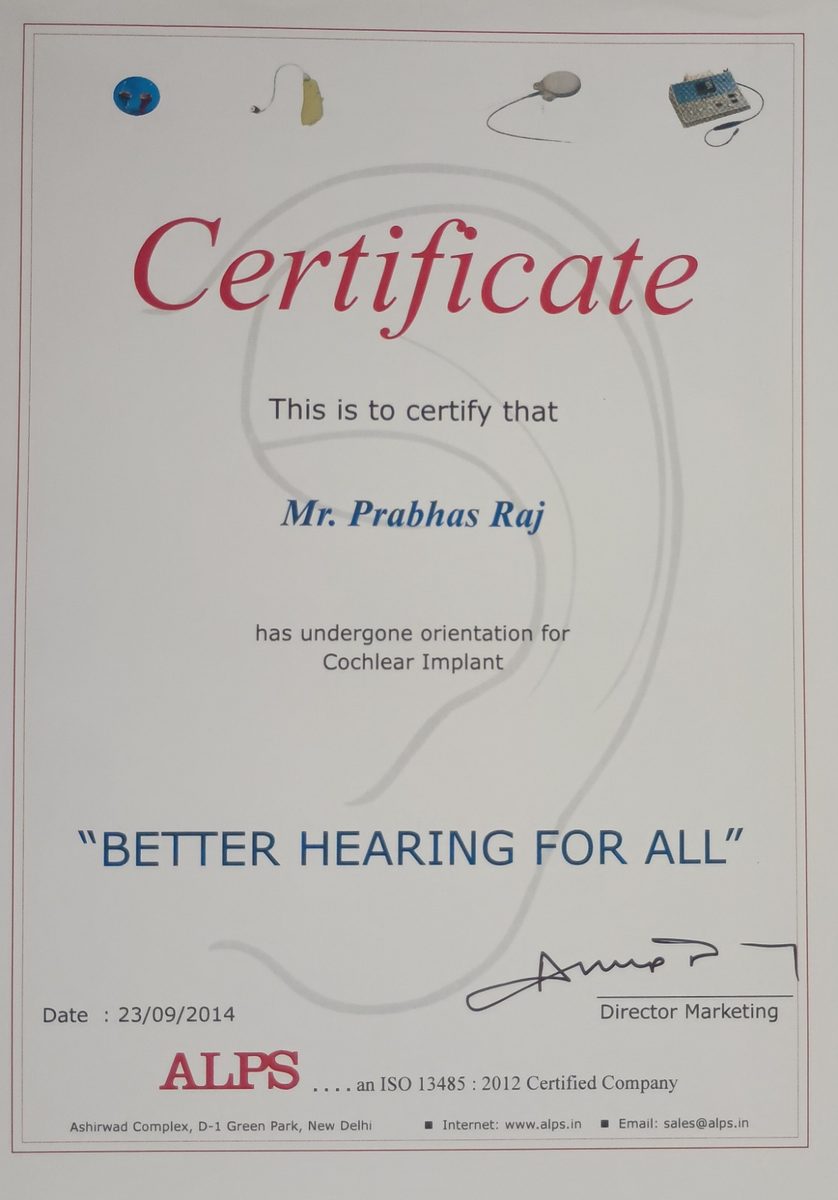 Certificate
This is to certify that
Mr. Prabhas Raj
has undergone orientation for
Cochlear Implant
“BETTER HEARING FOR ALL”
Date : 23/09/2014
Director Marketing
ALPS ....an ISO 13485 : 2012 Certified Company
Ashirwad Complex, D-1 Green Park, New Delhi ■ Internet: www.alps.in ■ Email: sales@alps.in